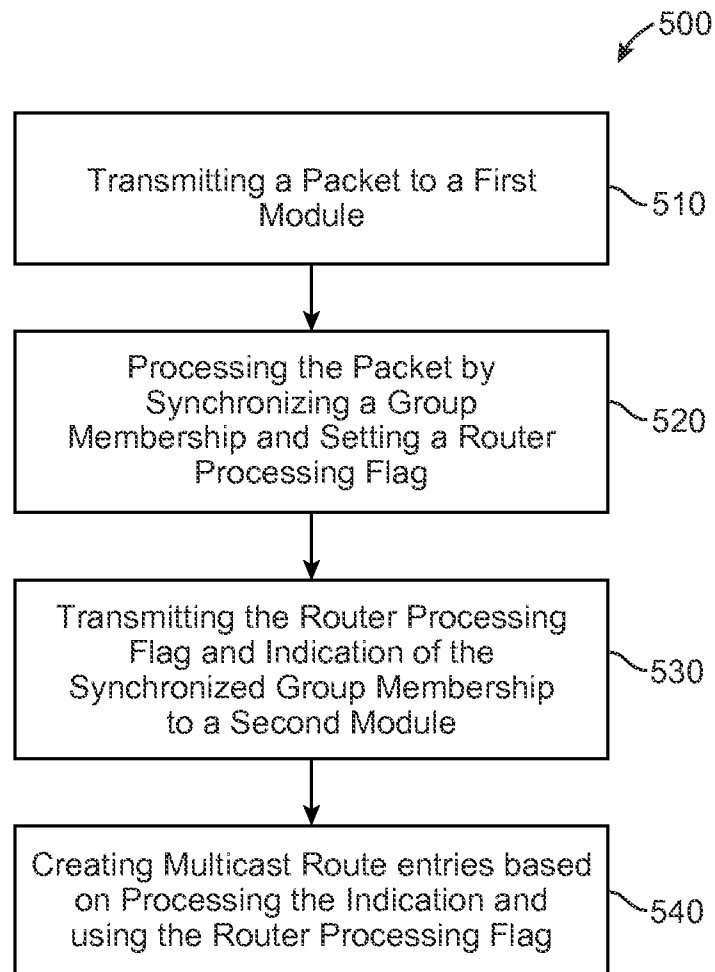 500
Transmitting a Packet to a First
Module
510
Processing the Packet by
Synchronizing a Group
Membership and Setting a Router
Processing Flag
520
Transmitting the Router Processing
Flag and Indication of the
Synchronized Group Membership
to a Second Module
530
Creating Multicast Route entries based
on Processing the Indication and
using the Router Processing Flag
540